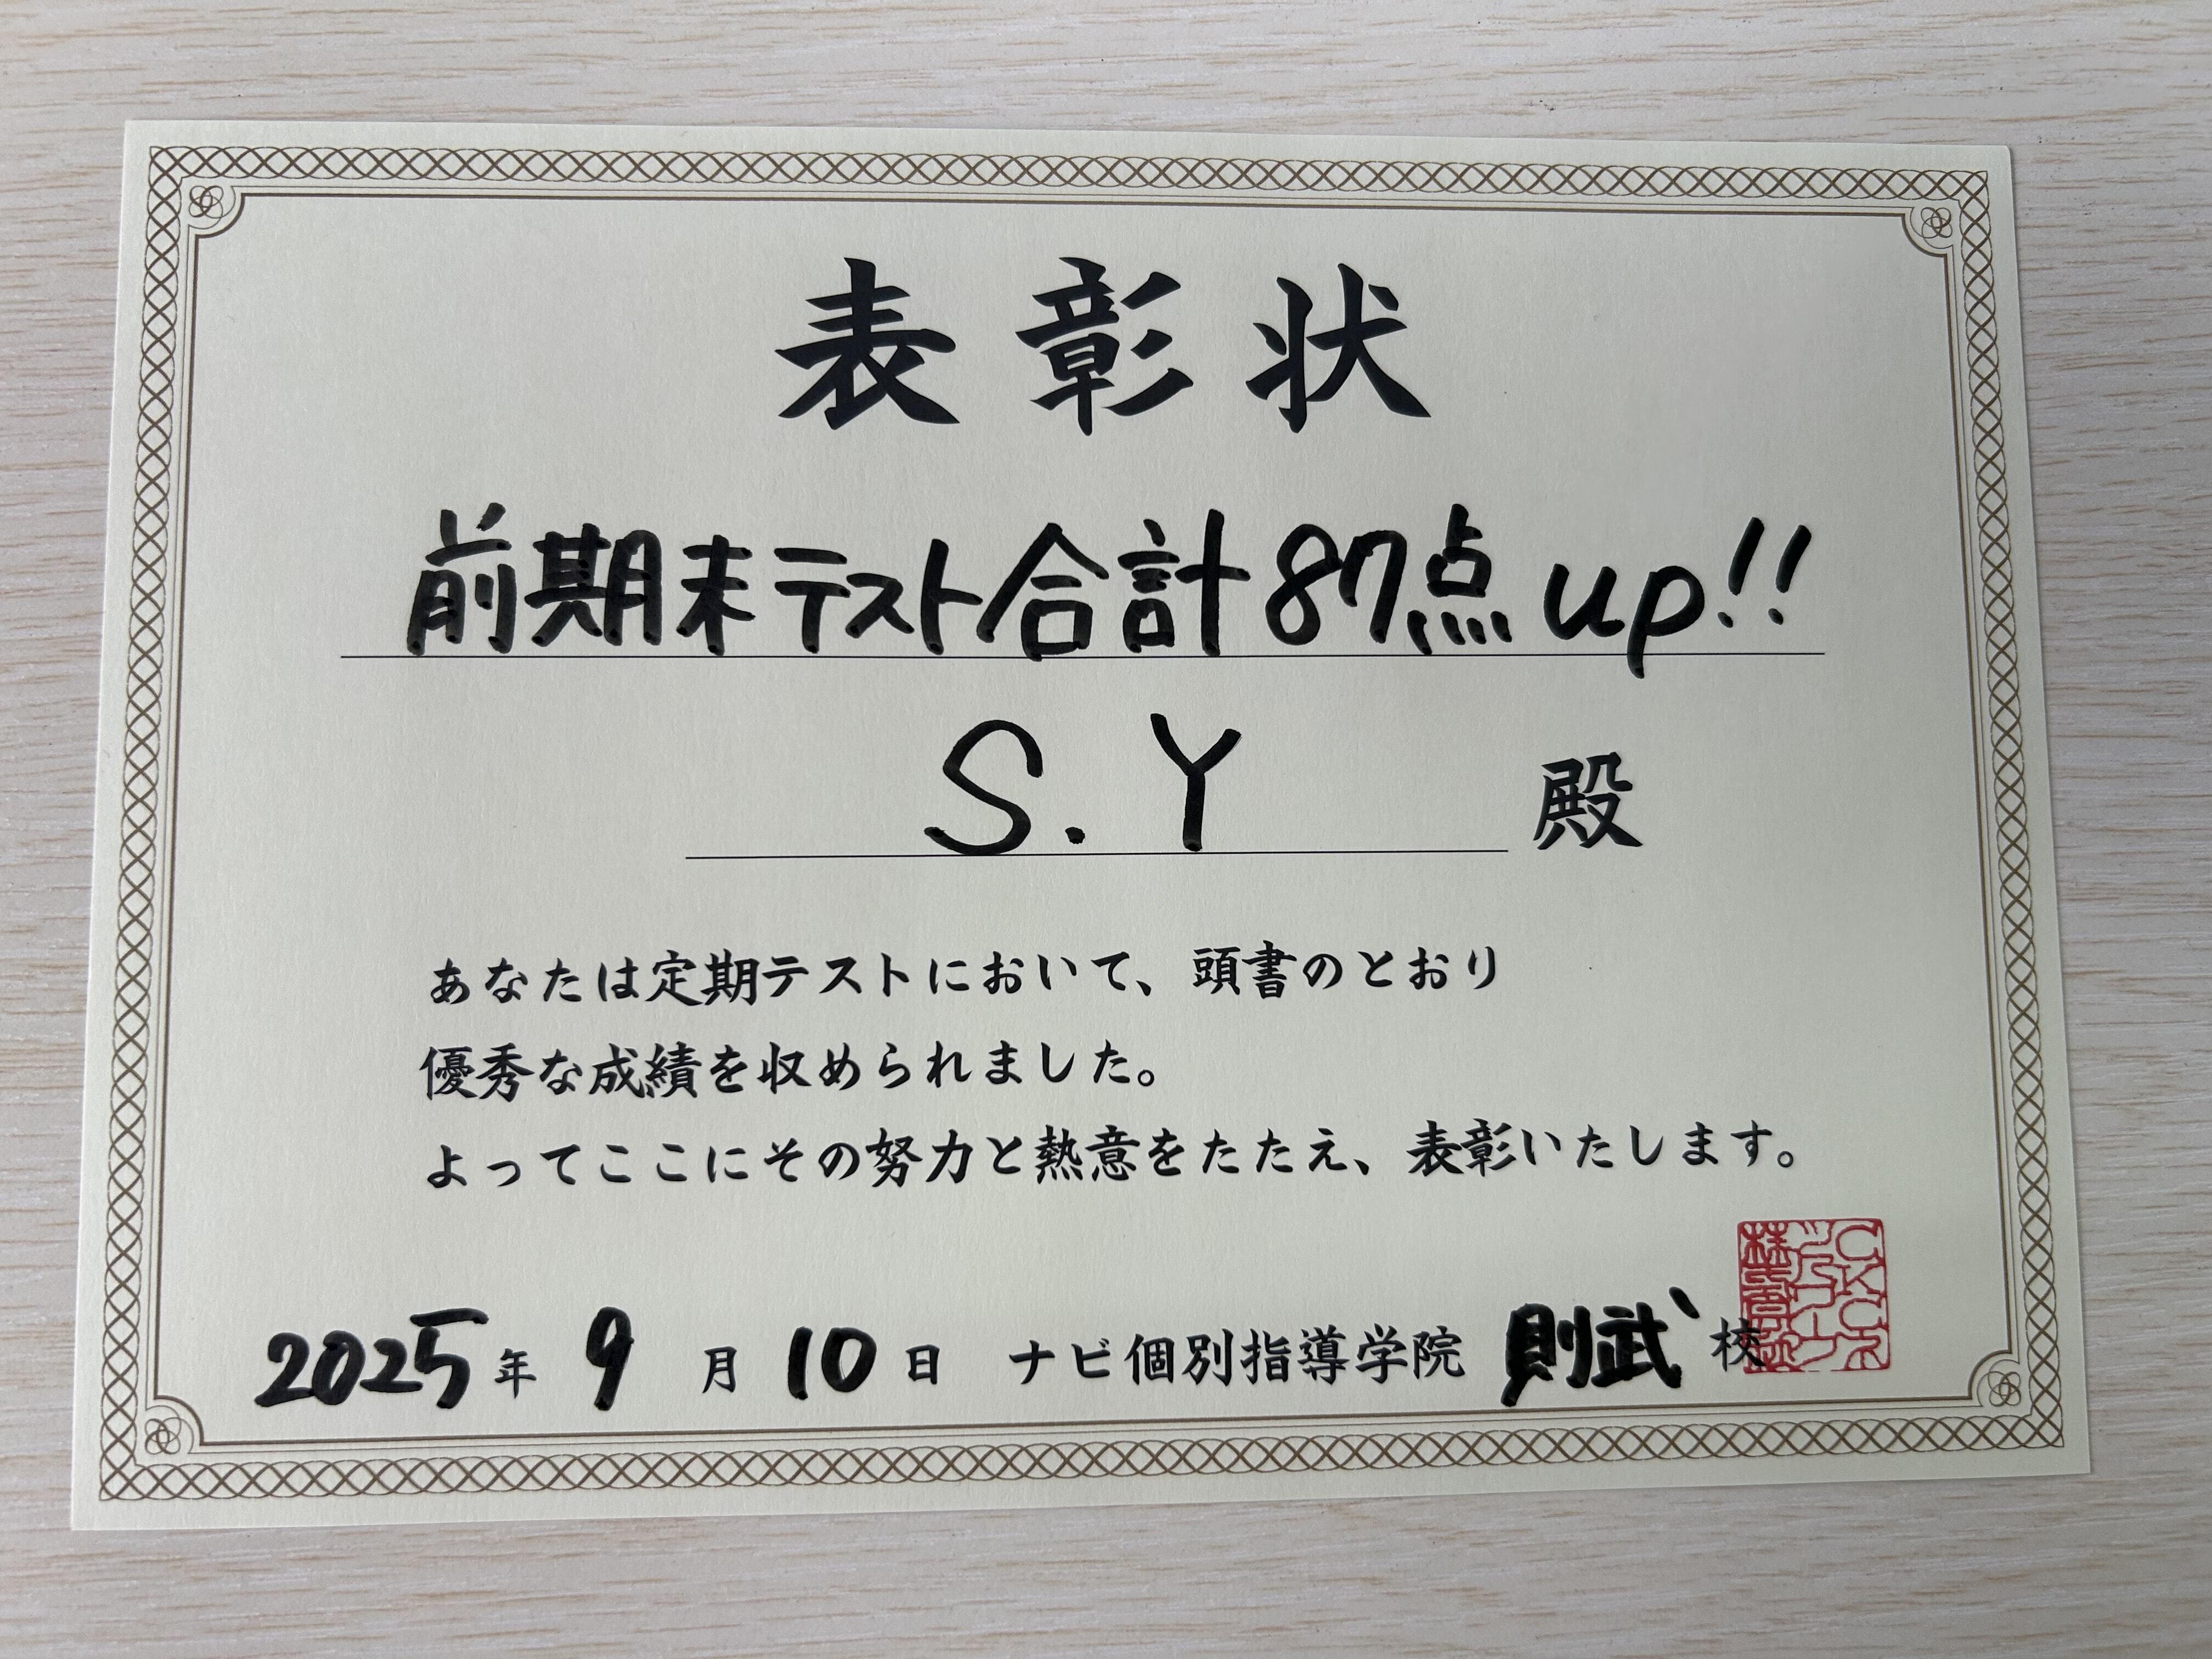 表彰状
前期末テスト合計87点up!!
S.Y 殿
あなたは定期テストにおいて、頭書のとおり
優秀な成績を収められました。
よってここにその努力と熱意をたたえ、表彰いたします。
2025年 9月 10日 ナビ個別指導学院 則武校